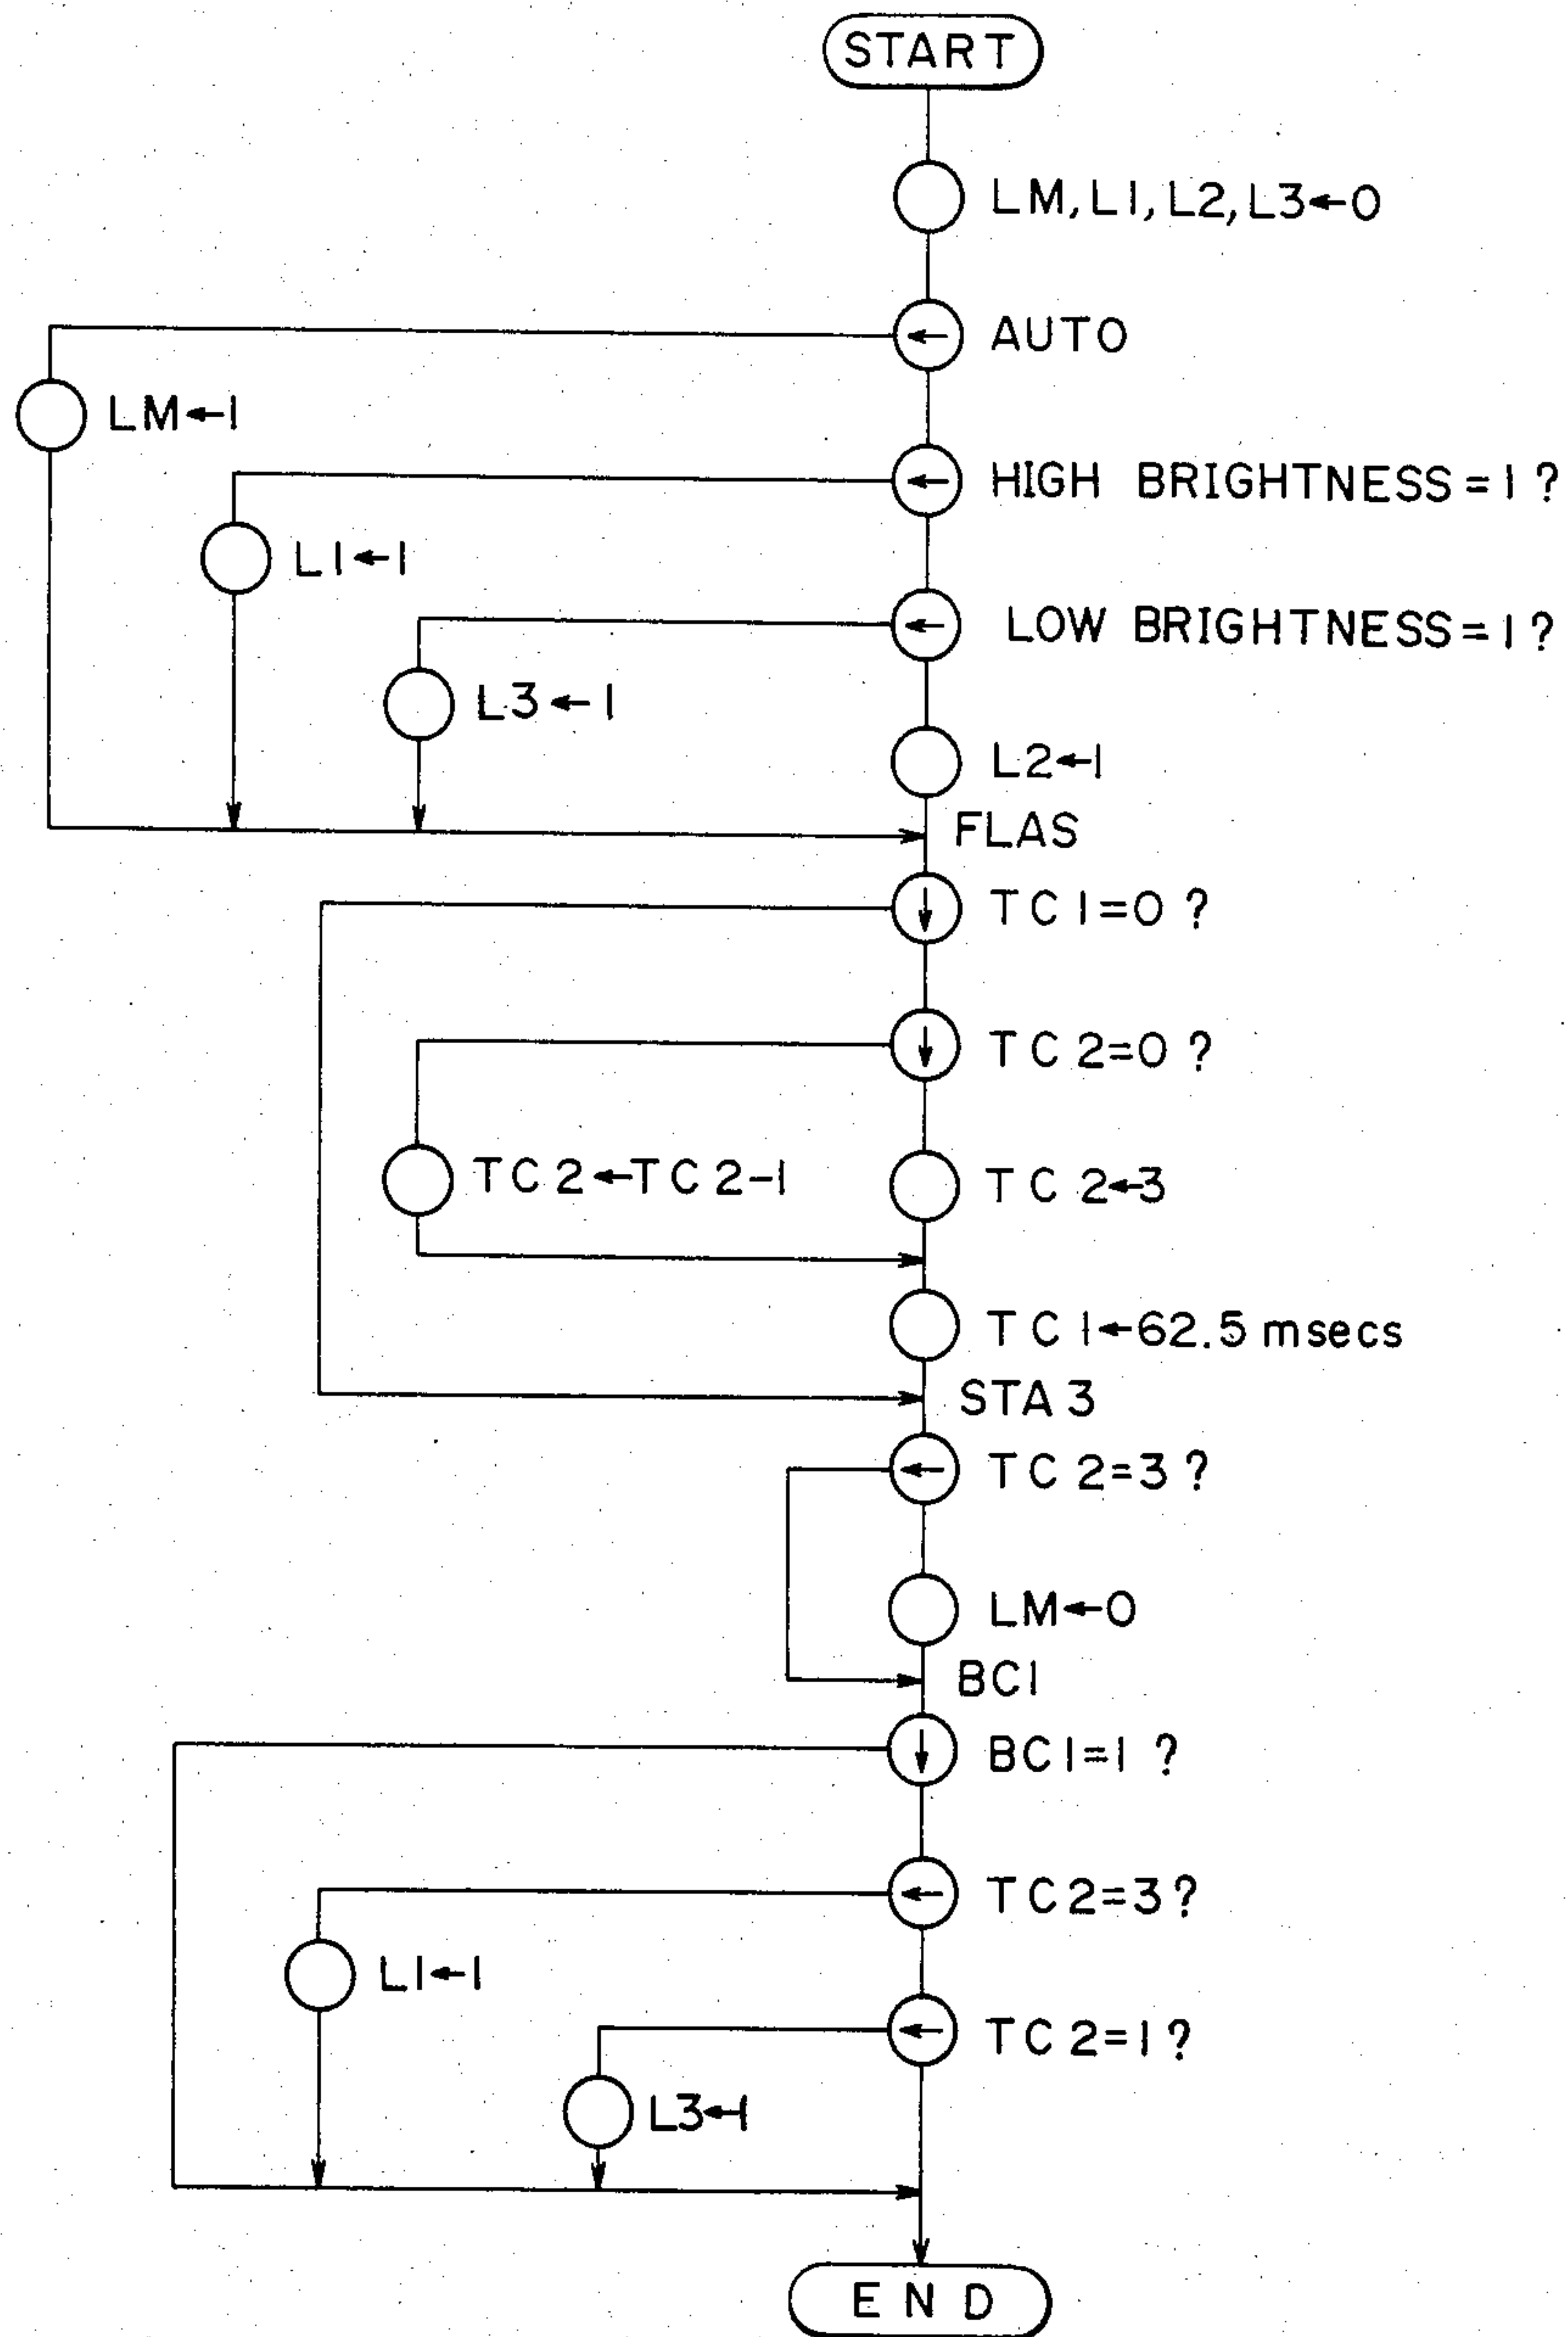 START
LM, L1, L2, L3←0
AUTO
LM←1
HIGH BRIGHTNESS=1?
L1←1
LOW BRIGHTNESS=1?
L3←1
L2←1
FLAS
TC1=0?
TC2=0?
TC2←TC2-1
TC2←3
TC1←62.5 msecs
STA3
TC2=3?
LM←0
BC1
BC1=1?
TC2=3?
L1←1
TC2=1?
L3←1
END